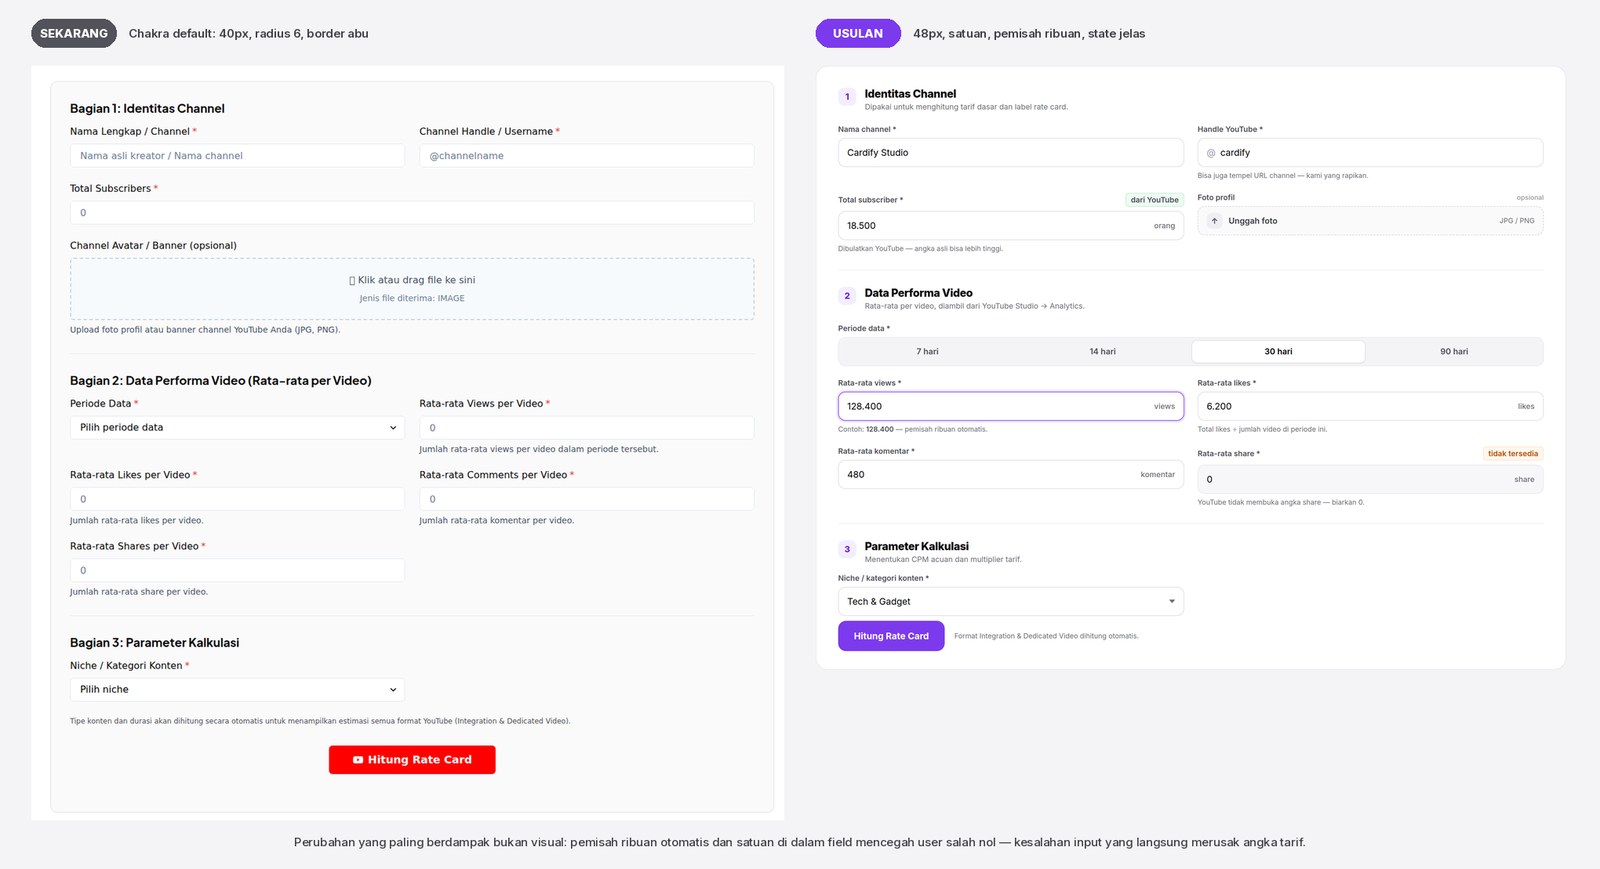 SEKARANG Chakra default: 40px, radius 6, border abu
Bagian 1: Identitas Channel
Nama Lengkap / Channel * Channel Handle / Username *
Nama asli kreator / Nama channel @channelname
Total Subscribers *
0
Channel Avatar / Banner (opsional)
Klik atau drag file ke sini
Jenis file diterima: IMAGE
Upload foto profil atau banner channel YouTube Anda (JPG, PNG).
Bagian 2: Data Performa Video (Rata-rata per Video)
Periode Data * Rata-rata Views per Video *
Pilih periode data 0
Jumlah rata-rata views per video dalam periode tersebut.
Rata-rata Likes per Video * Rata-rata Comments per Video *
0 0
Jumlah rata-rata likes per video. Jumlah rata-rata komentar per video.
Rata-rata Shares per Video *
0
Jumlah rata-rata share per video.
Bagian 3: Parameter Kalkulasi
Niche / Kategori Konten *
Pilih niche
Tipe konten dan durasi akan dihitung secara otomatis untuk menampilkan estimasi semua format YouTube (Integration & Dedicated Video).
Hitung Rate Card
USULAN 48px, satuan, pemisah ribuan, state jelas
1 Identitas Channel
Dipakai untuk menghitung tarif dasar dan label rate card.
Nama channel * Handle YouTube *
Cardify Studio @ cardify
Bisa juga tempel URL channel — kami yang rapikan.
Total subscriber * dari YouTube Foto profil opsional
18.500 orang Unggah foto JPG / PNG
Dibulatkan YouTube — angka asli bisa lebih tinggi.
2 Data Performa Video
Rata-rata per video, diambil dari YouTube Studio → Analytics.
Periode data *
7 hari 14 hari 30 hari 90 hari
Rata-rata views * Rata-rata likes *
128.400 views 6.200 likes
Contoh: 128.400 — pemisah ribuan otomatis. Total likes ÷ jumlah video di periode ini.
Rata-rata komentar * Rata-rata share * tidak tersedia
480 komentar 0 share
YouTube tidak membuka angka share — biarkan 0.
3 Parameter Kalkulasi
Menentukan CPM acuan dan multiplier tarif.
Niche / kategori konten *
Tech & Gadget
Hitung Rate Card Format Integration & Dedicated Video dihitung otomatis.
Perubahan yang paling berdampak bukan visual: pemisah ribuan otomatis dan satuan di dalam field mencegah user salah nol — kesalahan input yang langsung merusak angka tarif.